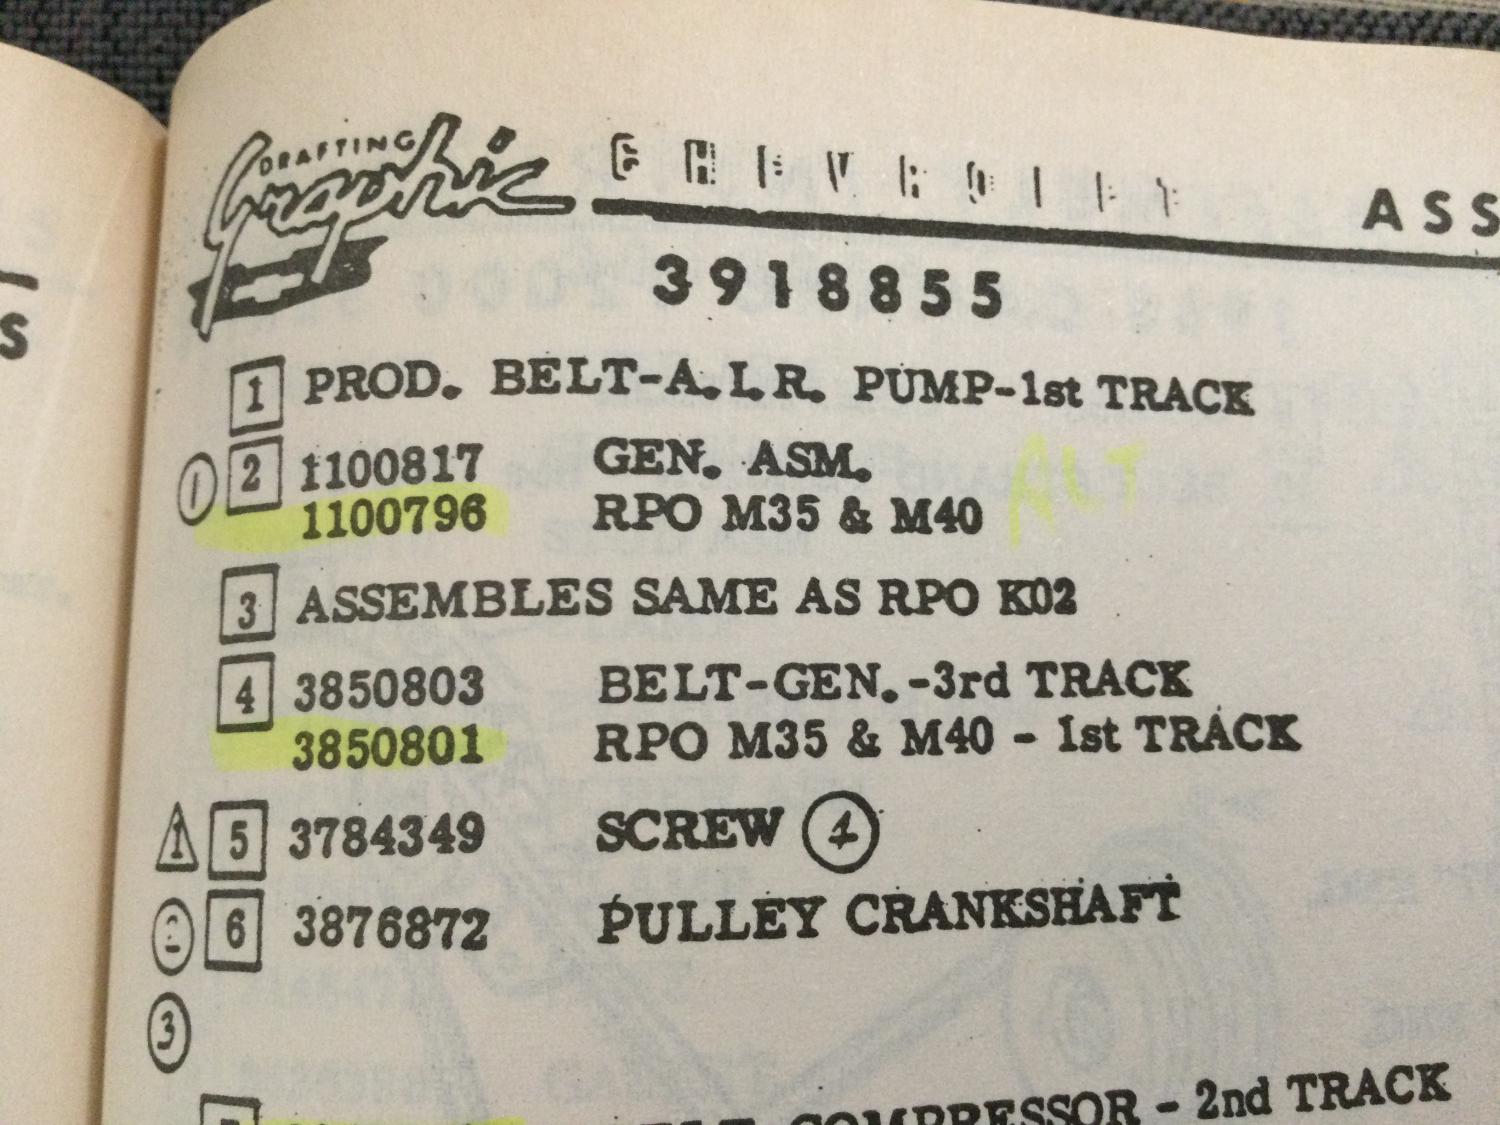 DRAFTING
Graphic
CHEVROLET
ASS
3918855
S
1 PROD. BELT-A.I.R. PUMP-1st TRACK
1 2 1100817 GEN. ASM.
1100796 RPO M35 & M40 ALT
3 ASSEMBLES SAME AS RPO K02
4 3850803 BELT-GEN.-3rd TRACK
3850801 RPO M35 & M40 - 1st TRACK
1 5 3784349 SCREW 4
2 6 3876872 PULLEY CRANKSHAFT
3
COMPRESSOR - 2nd TRACK